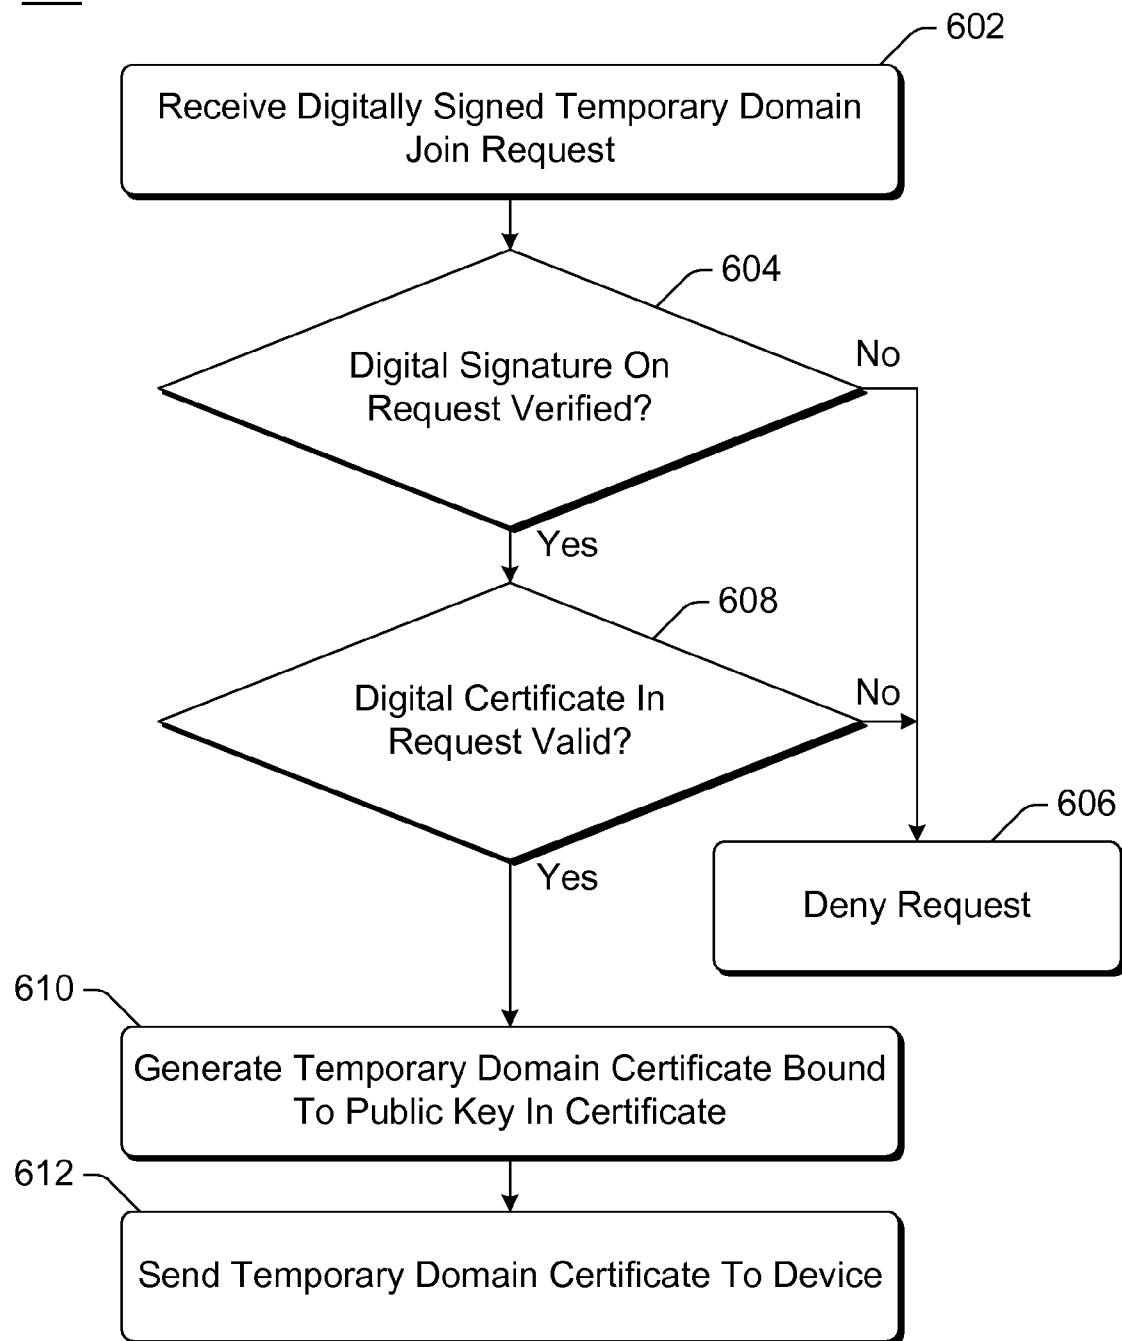 602
Receive Digitally Signed Temporary Domain
Join Request
604
Digital Signature On
Request Verified?
No
Yes
608
Digital Certificate In
Request Valid?
No
Yes
606
Deny Request
610
Generate Temporary Domain Certificate Bound
To Public Key In Certificate
612
Send Temporary Domain Certificate To Device